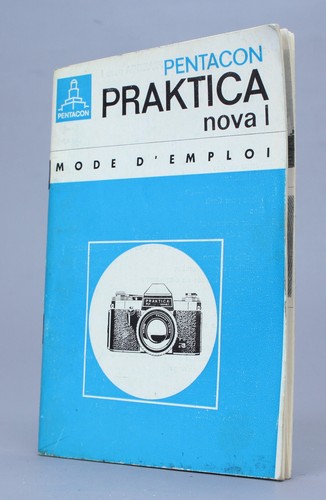 PENTACON
PENTACON
PRAKTICA
nova I
MODE D'EMPLOI
PRAKTICA